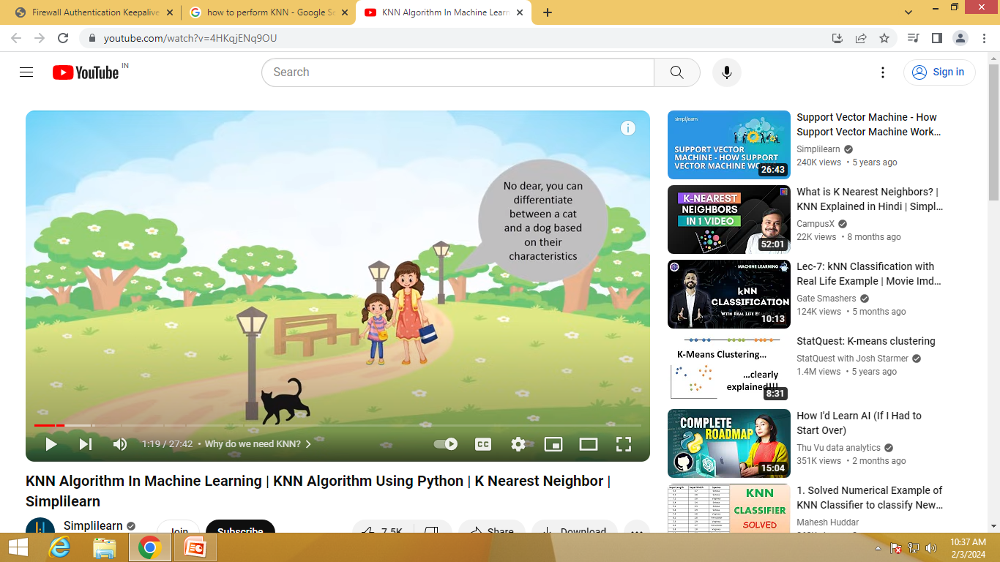 Firewall Authentication Keepalive
how to perform KNN - Google Se
KNN Algorithm In Machine Learn
youtube.com/watch?v=4HKqjENq9OU
YouTube IN
Search
Sign in
No dear, you can
differentiate
between a cat
and a dog based
on their
characteristics
1:19 / 27:42 • Why do we need KNN?
CC
KNN Algorithm In Machine Learning | KNN Algorithm Using Python | K Nearest Neighbor |
Simplilearn
Simplilearn
Join
Subscribe
7.5K
Share
Download
simplilearn
SUPPORT VECTOR
MACHINE - HOW SUPPORT
VECTOR MACHINE WO
26:43
Support Vector Machine - How
Support Vector Machine Work...
Simplilearn
240K views • 5 years ago
K-NEAREST
NEIGHBORS
IN 1 VIDEO
52:01
What is K Nearest Neighbors? |
KNN Explained in Hindi | Simpl...
CampusX
22K views • 8 months ago
MACHINE LEARNING
kNN
CLASSIFICATION
WITH REAL LIFE
10:13
Lec-7: kNN Classification with
Real Life Example | Movie Imd...
Gate Smashers
124K views • 5 months ago
K-Means Clustering...
...clearly
explained!!!!
8:31
StatQuest: K-means clustering
StatQuest with Josh Starmer
1.4M views • 5 years ago
COMPLETE
ROADMAP
15:04
How I'd Learn AI (If I Had to
Start Over)
Thu Vu data analytics
351K views • 2 months ago
KNN
CLASSIFIER
SOLVED
1. Solved Numerical Example of
KNN Classifier to classify New...
Mahesh Huddar
10:37 AM
2/3/2024